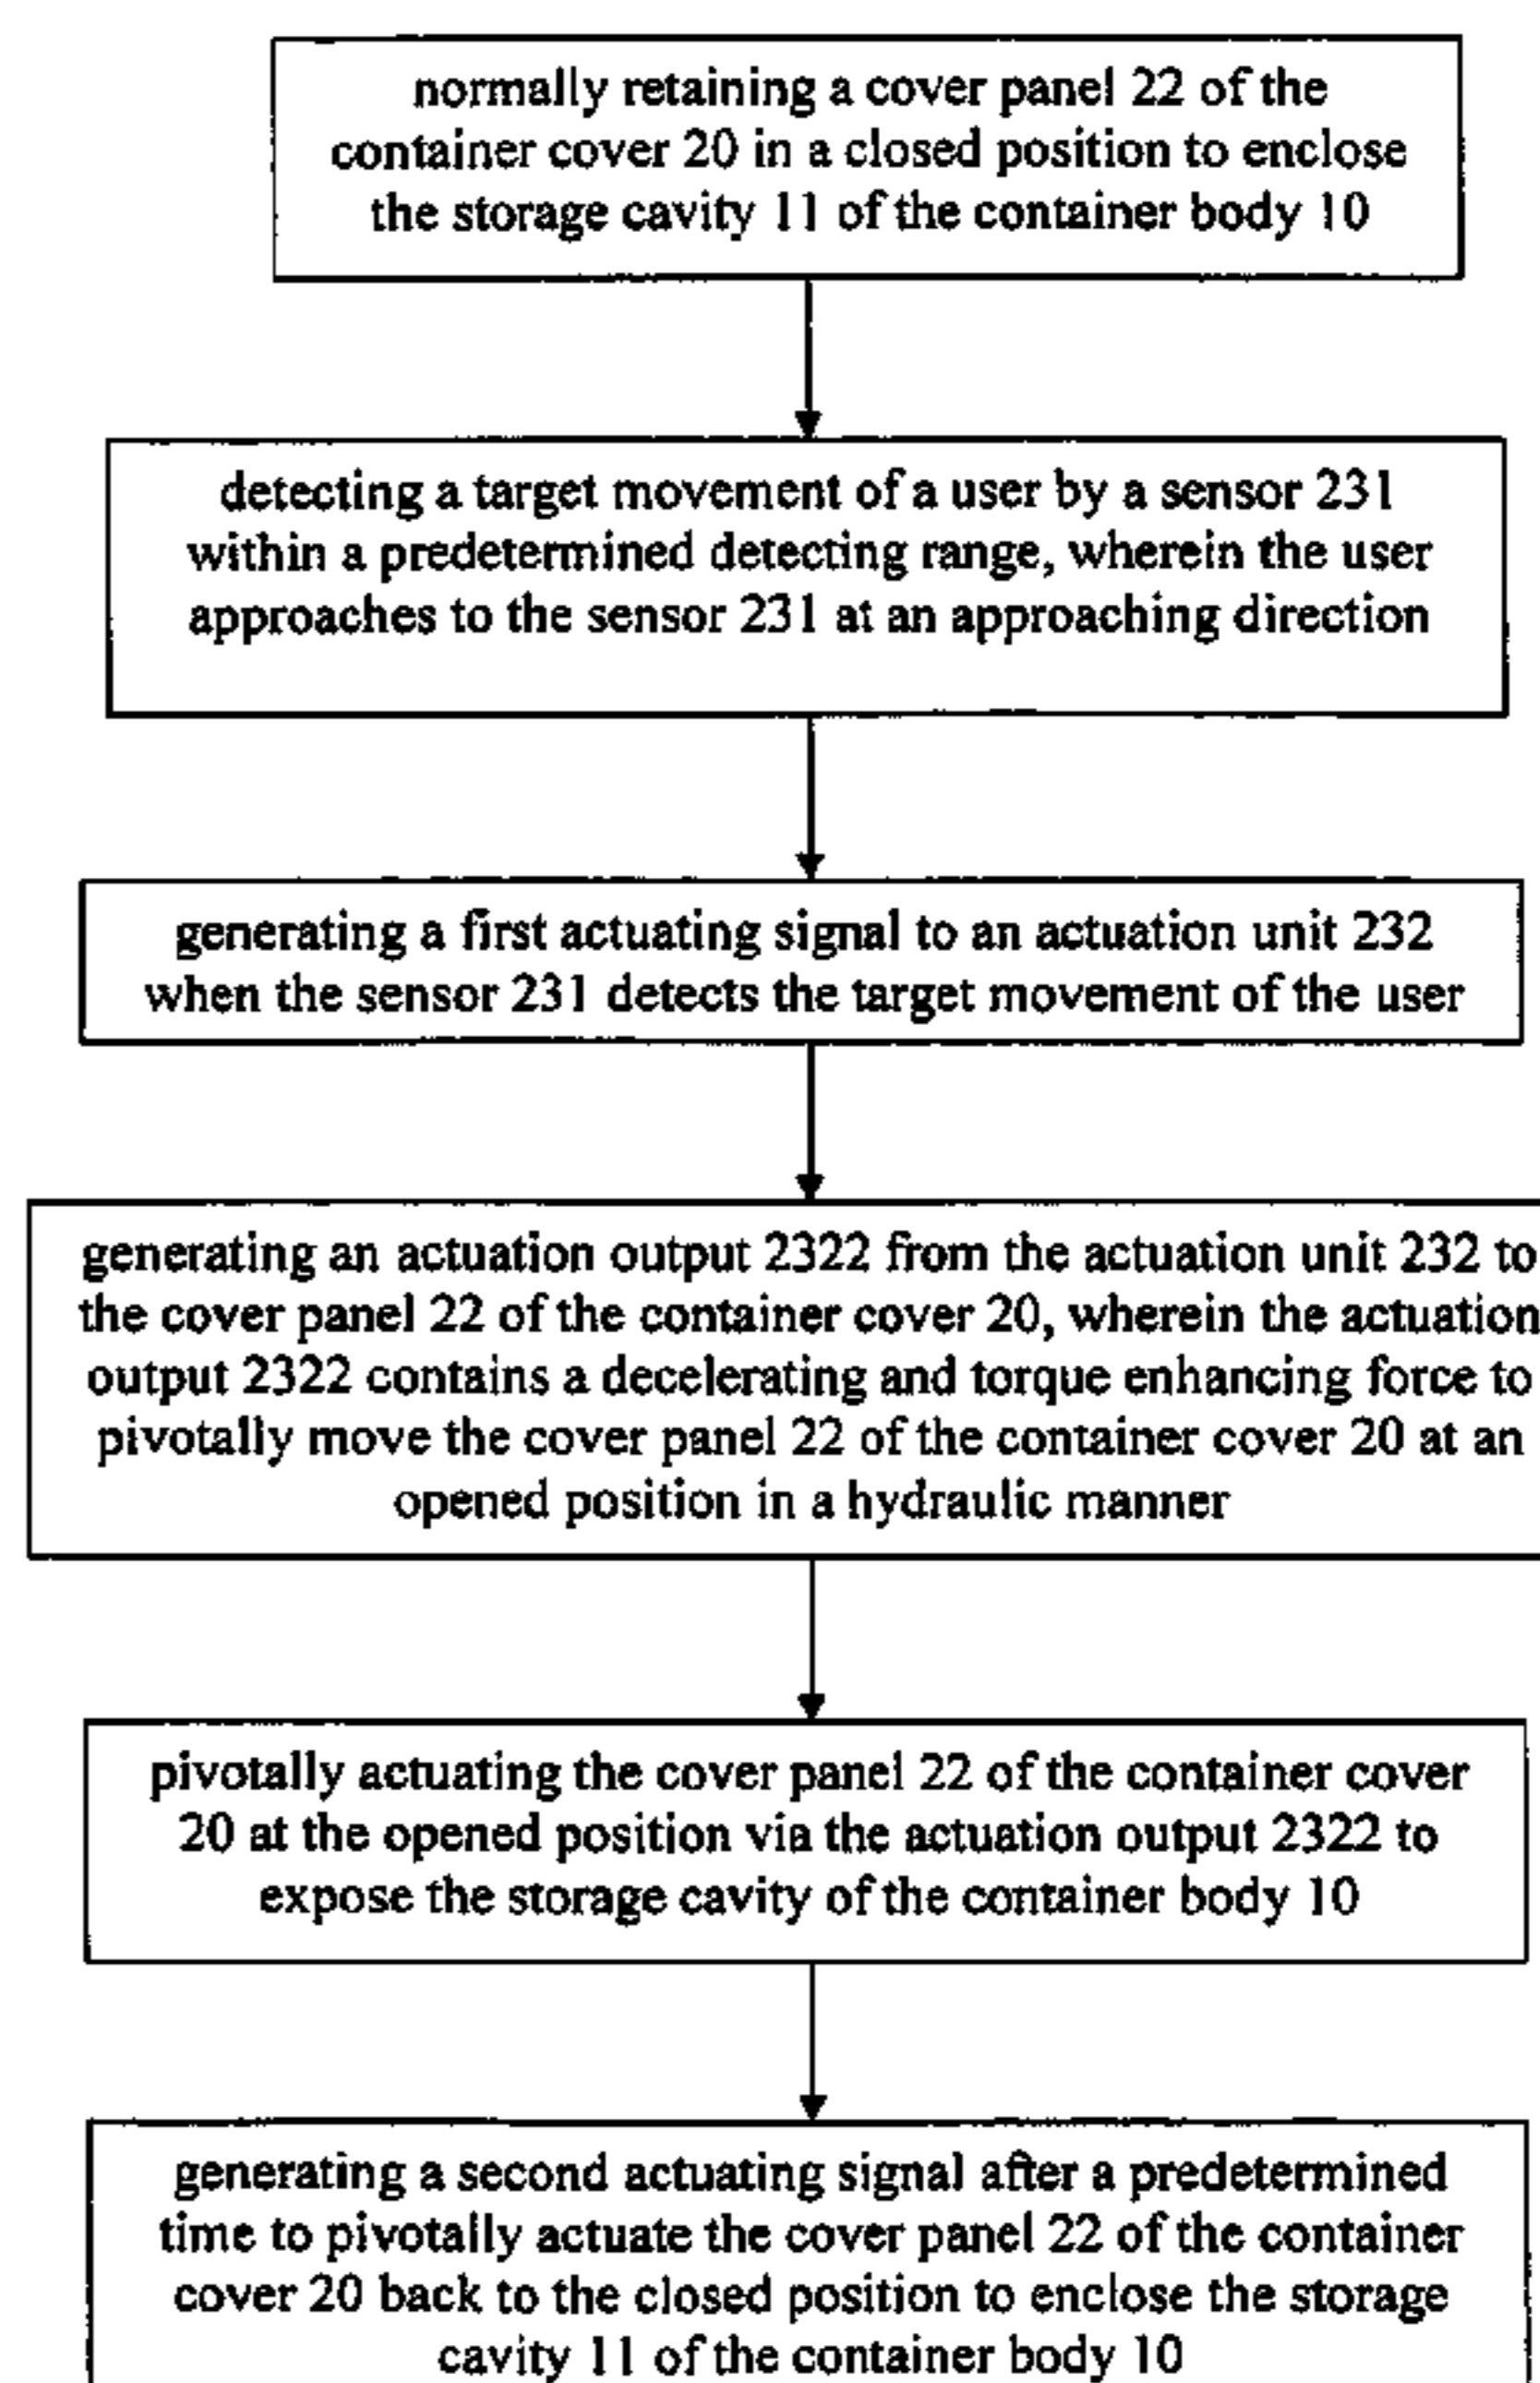 normally retaining a cover panel 22 of the
container cover 20 in a closed position to enclose
the storage cavity 11 of the container body 10
detecting a target movement of a user by a sensor 231
within a predetermined detecting range, wherein the user
approaches to the sensor 231 at an approaching direction
generating a first actuating signal to an actuation unit 232
when the sensor 231 detects the target movement of the user
generating an actuation output 2322 from the actuation unit 232 to
the cover panel 22 of the container cover 20, wherein the actuation
output 2322 contains a decelerating and torque enhancing force to
pivotally move the cover panel 22 of the container cover 20 at an
opened position in a hydraulic manner
pivotally actuating the cover panel 22 of the container cover
20 at the opened position via the actuation output 2322 to
expose the storage cavity of the container body 10
generating a second actuating signal after a predetermined
time to pivotally actuate the cover panel 22 of the container
cover 20 back to the closed position to enclose the storage
cavity 11 of the container body 10